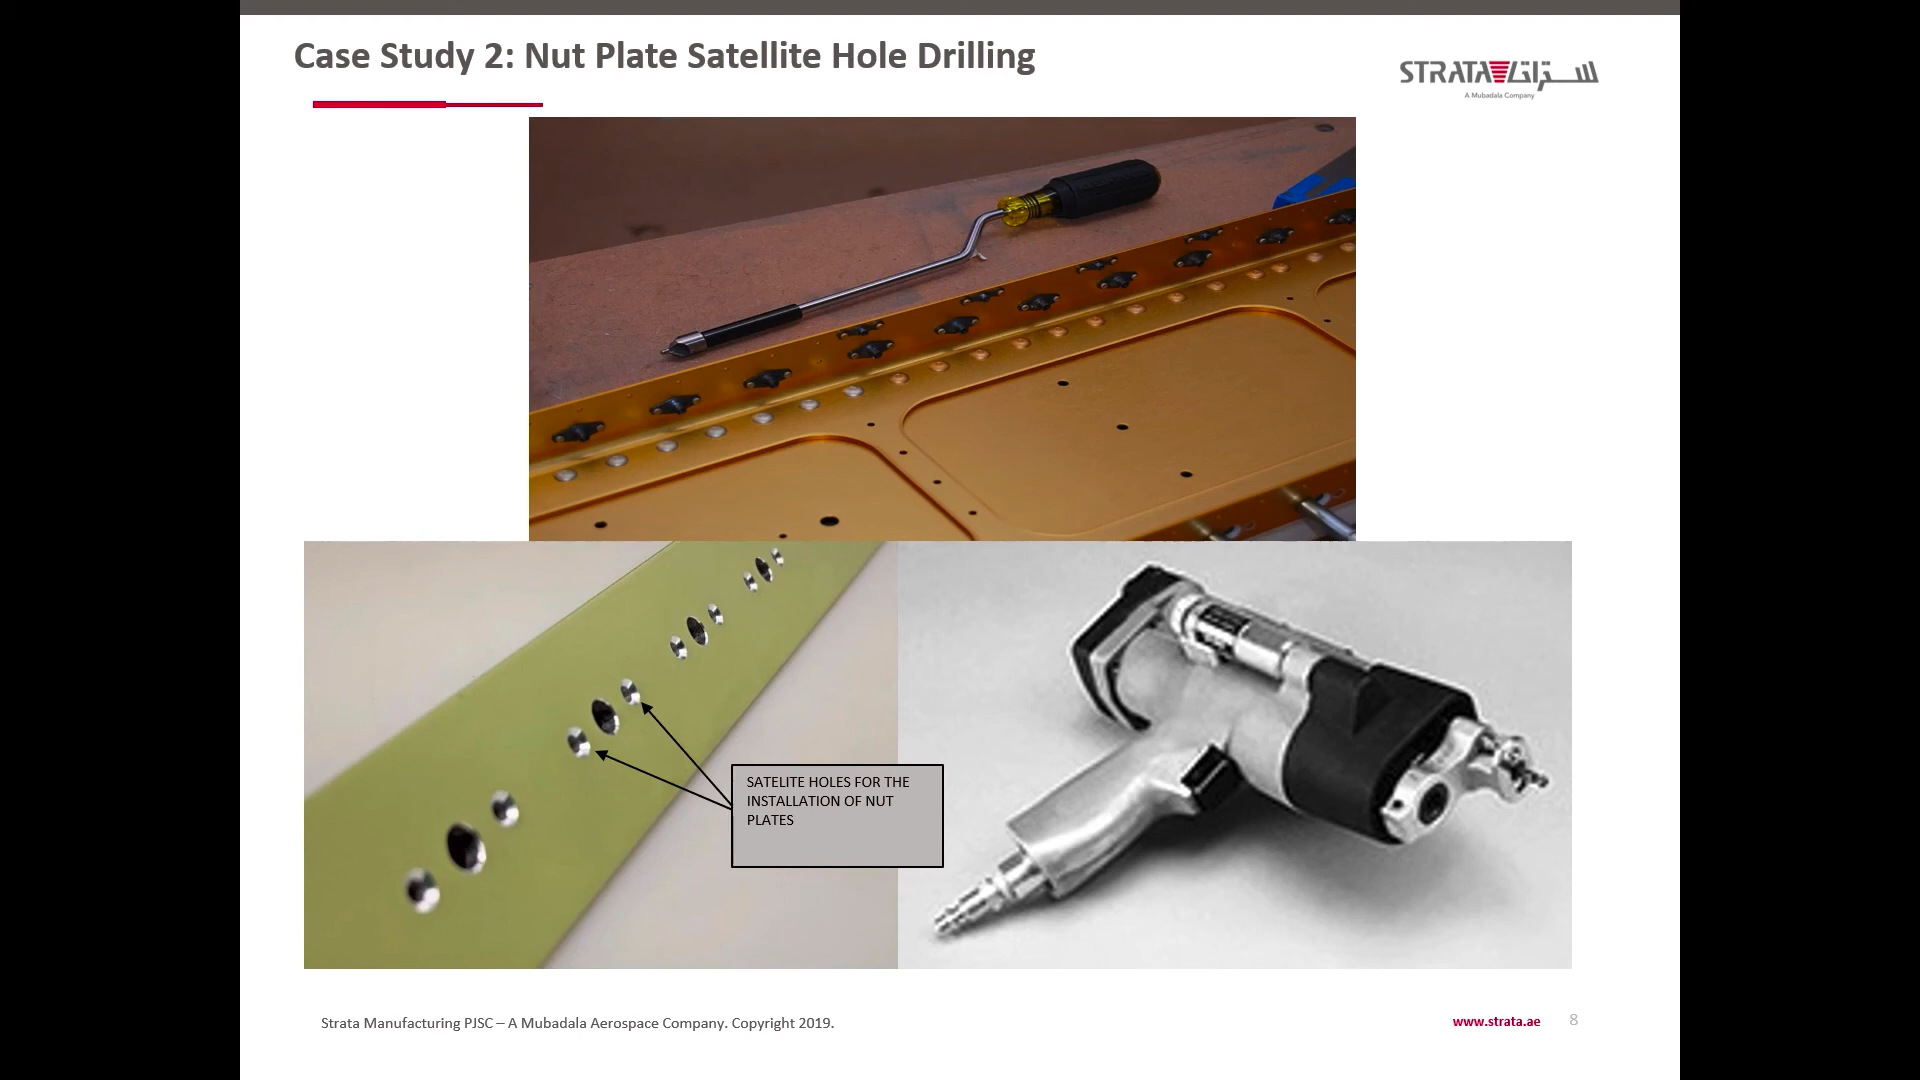 Case Study 2: Nut Plate Satellite Hole Drilling
STRATA ستراتا
A Mubadala Company
SATELITE HOLES FOR THE
INSTALLATION OF NUT
PLATES
Strata Manufacturing PJSC – A Mubadala Aerospace Company. Copyright 2019.
www.strata.ae
8